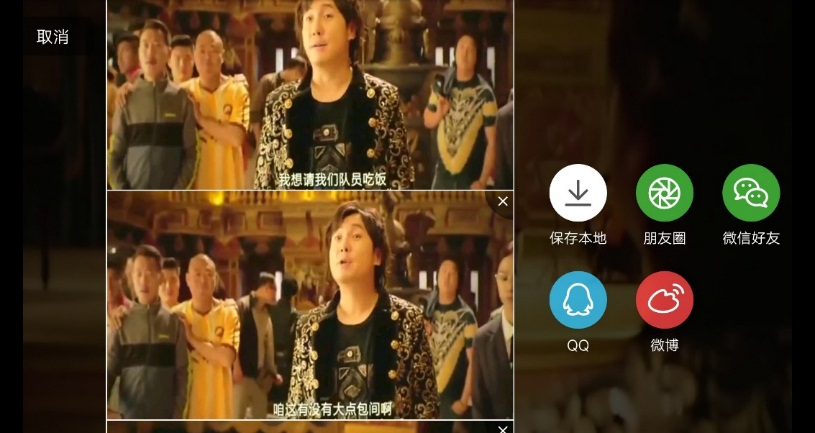 取消
我想请我们队员吃饭
咱这有没有大点包间啊
保存本地
朋友圈
微信好友
QQ
微博